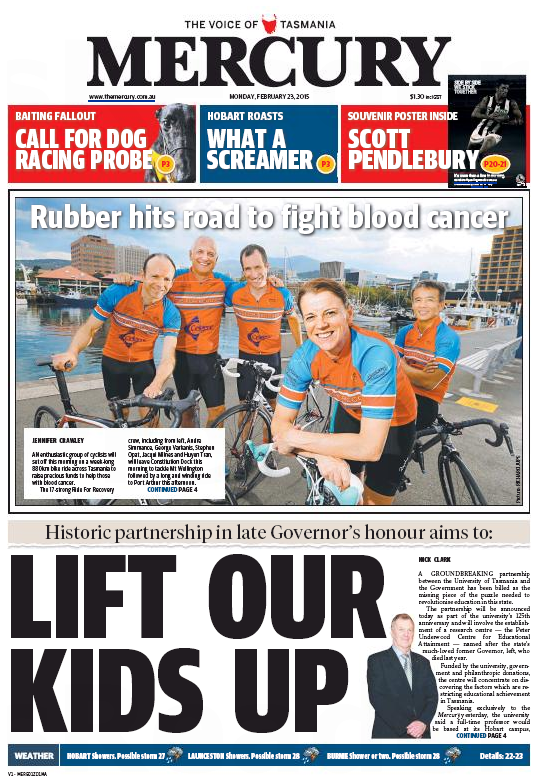 THE VOICE OF TASMANIA
MERCURY
www.themercury.com.au
MONDAY, FEBRUARY 23, 2015
$1.30 incl GST
BAITING FALLOUT
CALL FOR DOG
RACING PROBE
P2
HOBART ROASTS
WHAT A
SCREAMER
P3
SOUVENIR POSTER INSIDE
SCOTT
PENDLEBURY
P20-21
SIDE BY SIDE
WE STICK
TOGETHER
Rubber hits road to fight blood cancer
JENNIFER CRAWLEY
AN enthusiastic group of cyclists will
set off this morning on a week-long
880km bike ride across Tasmania to
raise precious funds to help those
with blood cancer.
The 17-strong Ride For Recovery
crew, including from left, Andra
Simmance, George Varkanis, Stephen
Opat, Jacqui Milnes and Huyen Tran,
will leave Constitution Dock this
morning to tackle Mt Wellington
followed by a long and winding ride
to Port Arthur this afternoon.
CONTINUED PAGE 4
Historic partnership in late Governor's honour aims to:
LIFT OUR
KIDS UP
NICK CLARK
A GROUNDBREAKING partnership
between the University of Tasmania and
the Government has been billed as the
missing piece of the puzzle needed to
revolutionise education in this state.
The partnership will be announced
today as part of the university's 125th
anniversary and will involve the establish-
ment of a research centre — the Peter
Underwood Centre for Educational
Attainment — named after the state's
much-loved former Governor, left, who
died last year.
Funded by the university, govern-
ment and philanthropic donations,
the centre will concentrate on dis-
covering the factors which are re-
stricting educational achievement
in Tasmania.
Speaking exclusively to the
Mercury yesterday, the university
said a full-time professor would
be based at its Hobart campus,
CONTINUED PAGE 4
WEATHER
HOBART Showers. Possible storm 27
LAUNCESTON Showers. Possible storm 28
BURNIE Shower or two. Possible storm 28
Details: 22-23